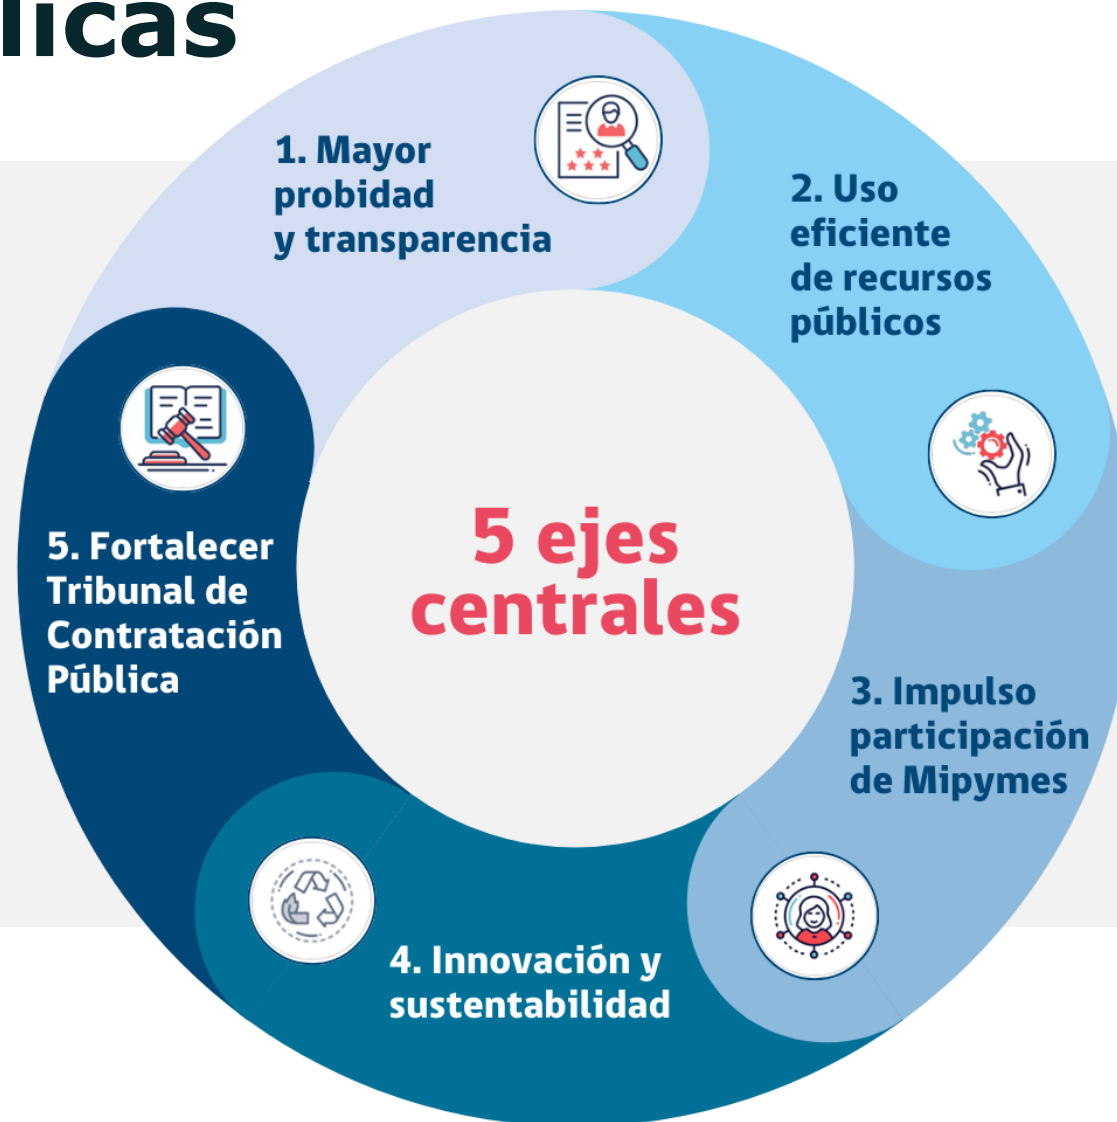 licas
1. Mayor
probidad
y transparencia
2. Uso
eficiente
de recursos
públicos
3. Impulso
participación
de Mipymes
4. Innovación y
sustentabilidad
5. Fortalecer
Tribunal de
Contratación
Pública
5 ejes
centrales